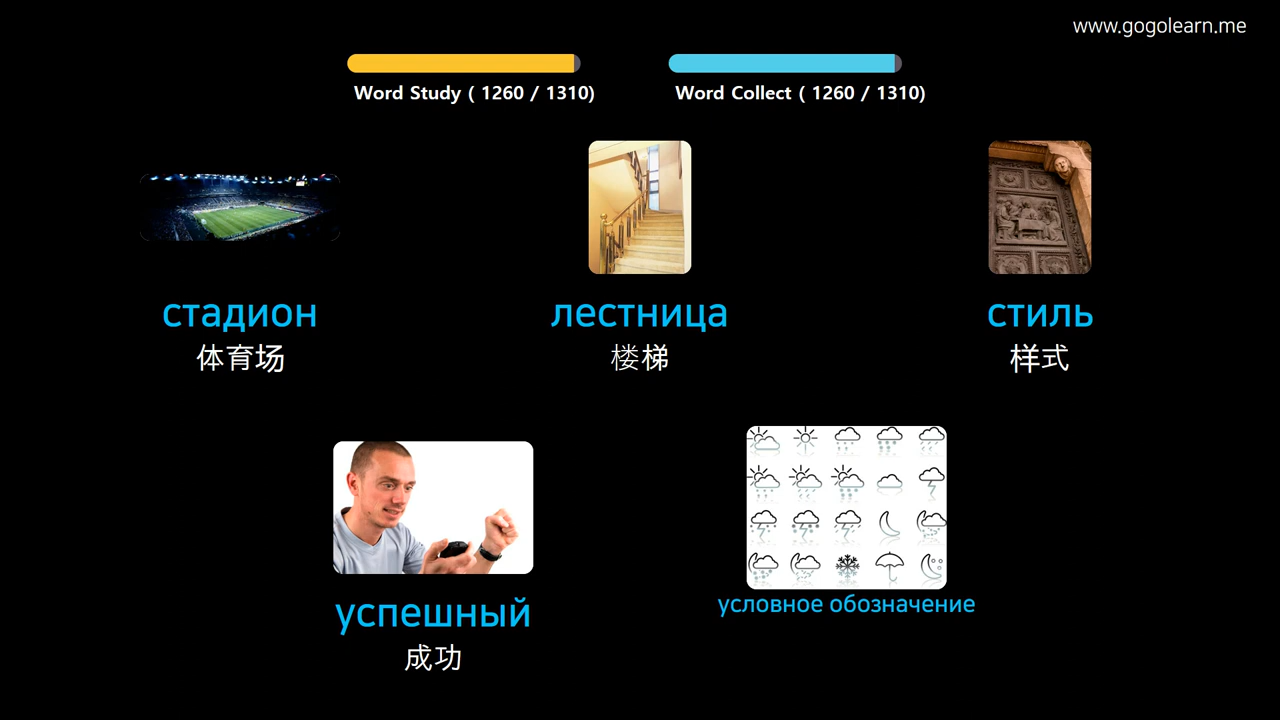 www.gogolearn.me
Word Study ( 1260 / 1310)
Word Collect ( 1260 / 1310)
стадион
体育场
лестница
楼梯
стиль
样式
успешный
成功
условное обозначение